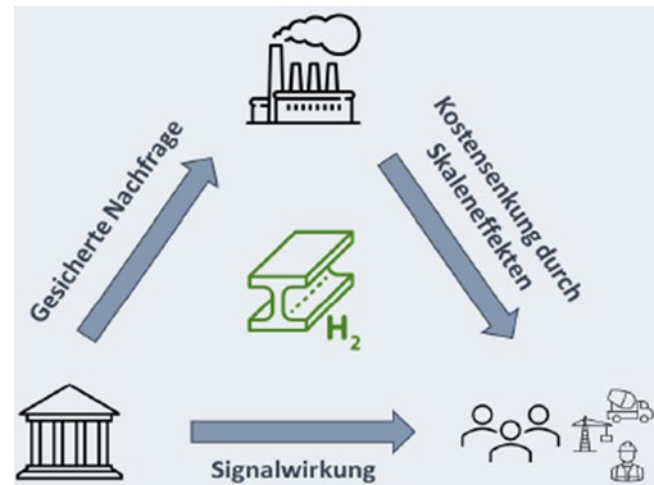 Gesicherte Nachfrage
Kostensenkung durch
Skaleneffekten
H₂
Signalwirkung